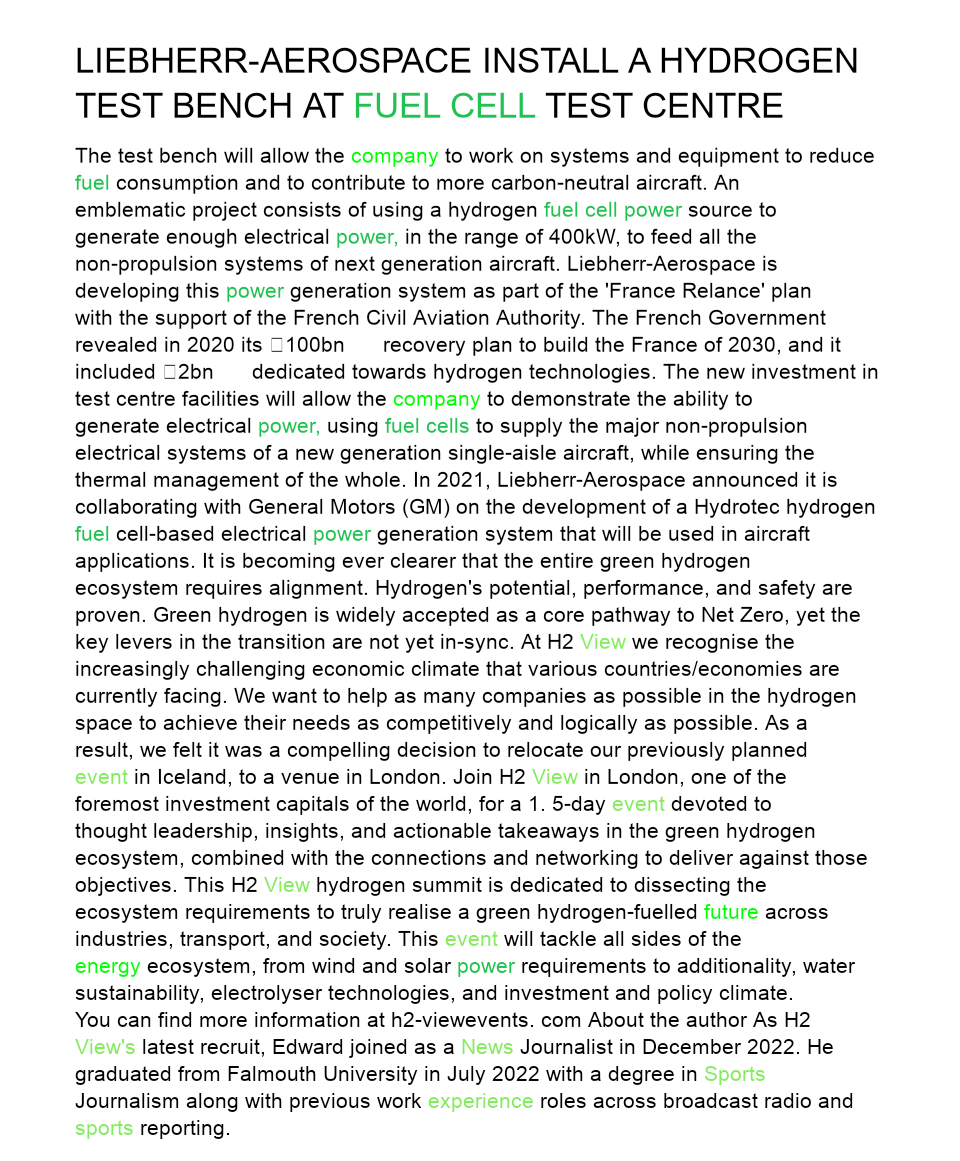 LIEBHERR-AEROSPACE INSTALL A HYDROGEN
TEST BENCH AT FUEL CELL TEST CENTRE
The test bench will allow the company to work on systems and equipment to reduce
fuel consumption and to contribute to more carbon-neutral aircraft. An
emblematic project consists of using a hydrogen fuel cell power source to
generate enough electrical power, in the range of 400kW, to feed all the
non-propulsion systems of next generation aircraft. Liebherr-Aerospace is
developing this power generation system as part of the 'France Relance' plan
with the support of the French Civil Aviation Authority. The French Government
revealed in 2020 its □100bn recovery plan to build the France of 2030, and it
included □2bn dedicated towards hydrogen technologies. The new investment in
test centre facilities will allow the company to demonstrate the ability to
generate electrical power, using fuel cells to supply the major non-propulsion
electrical systems of a new generation single-aisle aircraft, while ensuring the
thermal management of the whole. In 2021, Liebherr-Aerospace announced it is
collaborating with General Motors (GM) on the development of a Hydrotec hydrogen
fuel cell-based electrical power generation system that will be used in aircraft
applications. It is becoming ever clearer that the entire green hydrogen
ecosystem requires alignment. Hydrogen's potential, performance, and safety are
proven. Green hydrogen is widely accepted as a core pathway to Net Zero, yet the
key levers in the transition are not yet in-sync. At H2 View we recognise the
increasingly challenging economic climate that various countries/economies are
currently facing. We want to help as many companies as possible in the hydrogen
space to achieve their needs as competitively and logically as possible. As a
result, we felt it was a compelling decision to relocate our previously planned
event in Iceland, to a venue in London. Join H2 View in London, one of the
foremost investment capitals of the world, for a 1. 5-day event devoted to
thought leadership, insights, and actionable takeaways in the green hydrogen
ecosystem, combined with the connections and networking to deliver against those
objectives. This H2 View hydrogen summit is dedicated to dissecting the
ecosystem requirements to truly realise a green hydrogen-fuelled future across
industries, transport, and society. This event will tackle all sides of the
energy ecosystem, from wind and solar power requirements to additionality, water
sustainability, electrolyser technologies, and investment and policy climate.
You can find more information at h2-viewevents. com About the author As H2
View's latest recruit, Edward joined as a News Journalist in December 2022. He
graduated from Falmouth University in July 2022 with a degree in Sports
Journalism along with previous work experience roles across broadcast radio and
sports reporting.